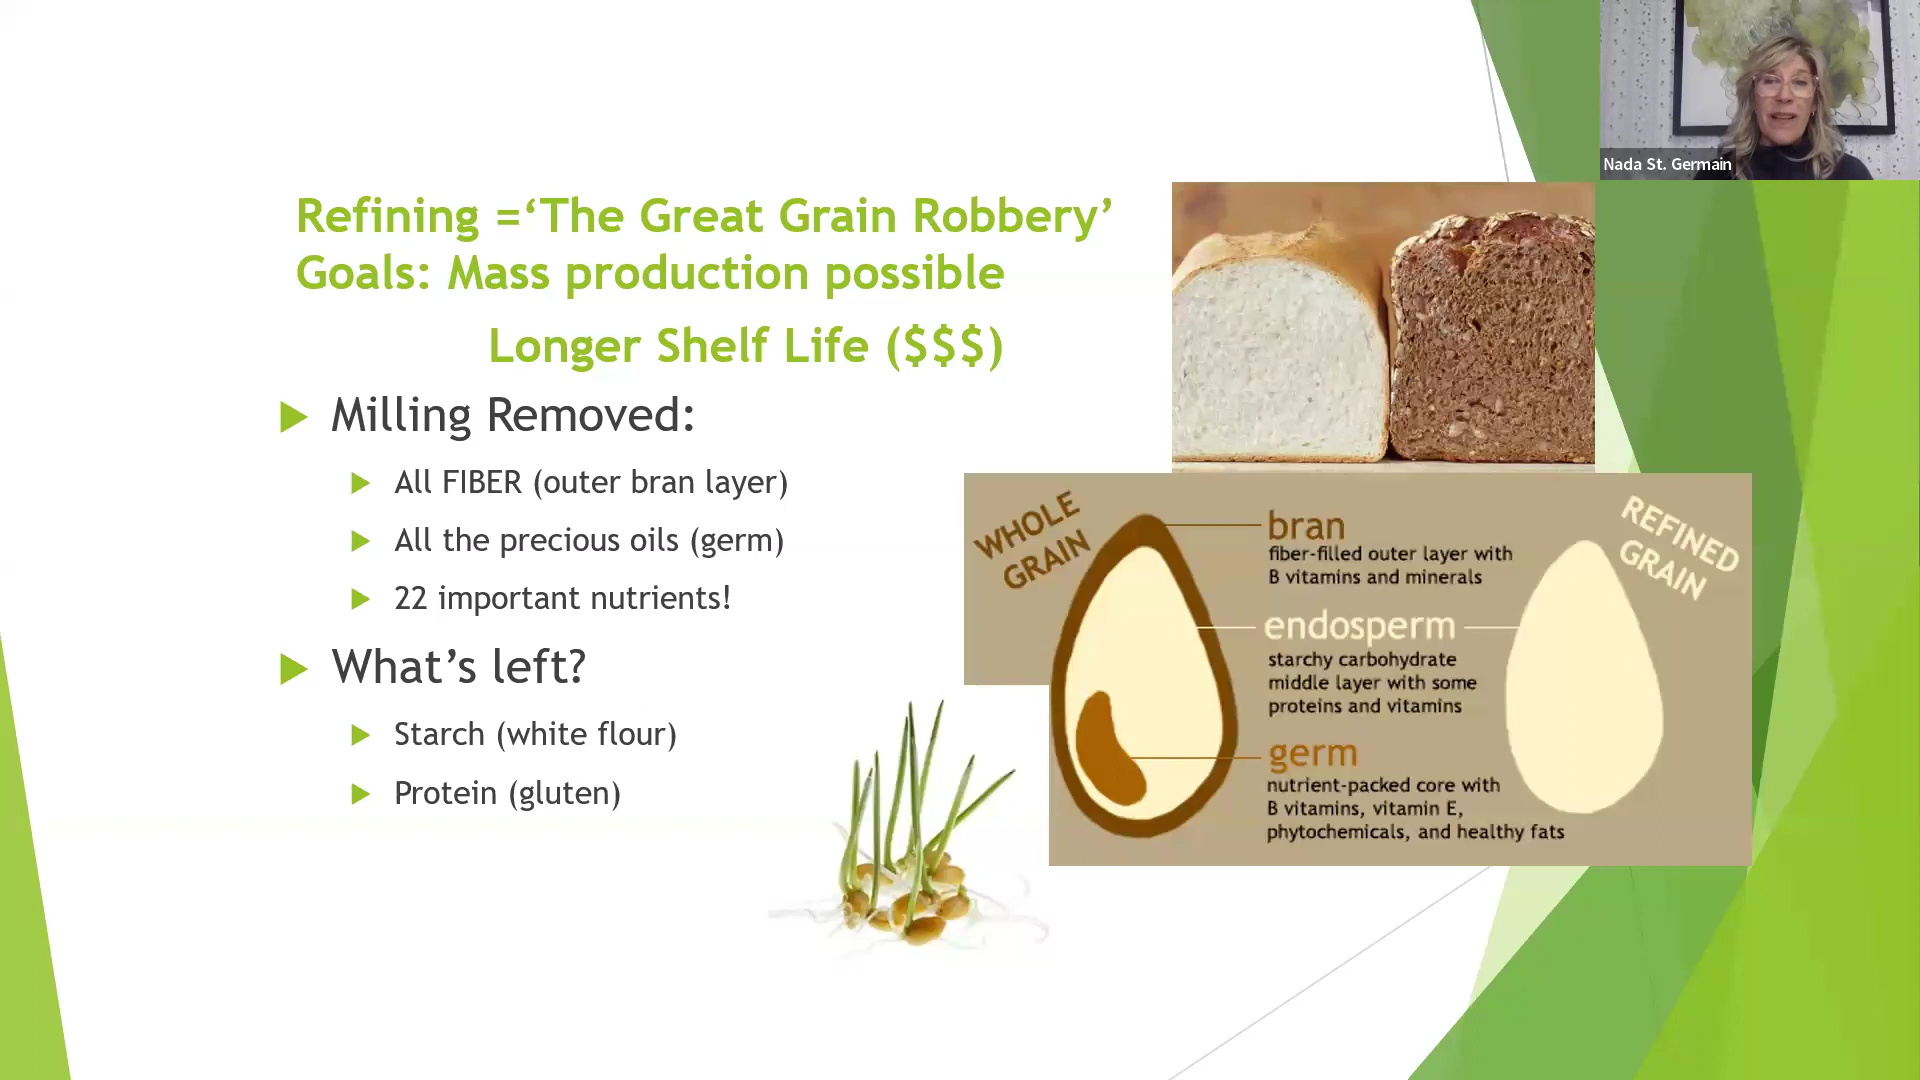 Nada St. Germain
Refining =‘The Great Grain Robbery’
Goals: Mass production possible
Longer Shelf Life ($$$)
Milling Removed:
All FIBER (outer bran layer)
All the precious oils (germ)
22 important nutrients!
What’s left?
Starch (white flour)
Protein (gluten)
WHOLE
GRAIN
bran
fiber-filled outer layer with
B vitamins and minerals
endosperm
starchy carbohydrate
middle layer with some
proteins and vitamins
germ
nutrient-packed core with
B vitamins, vitamin E,
phytochemicals, and healthy fats
REFINED
GRAIN